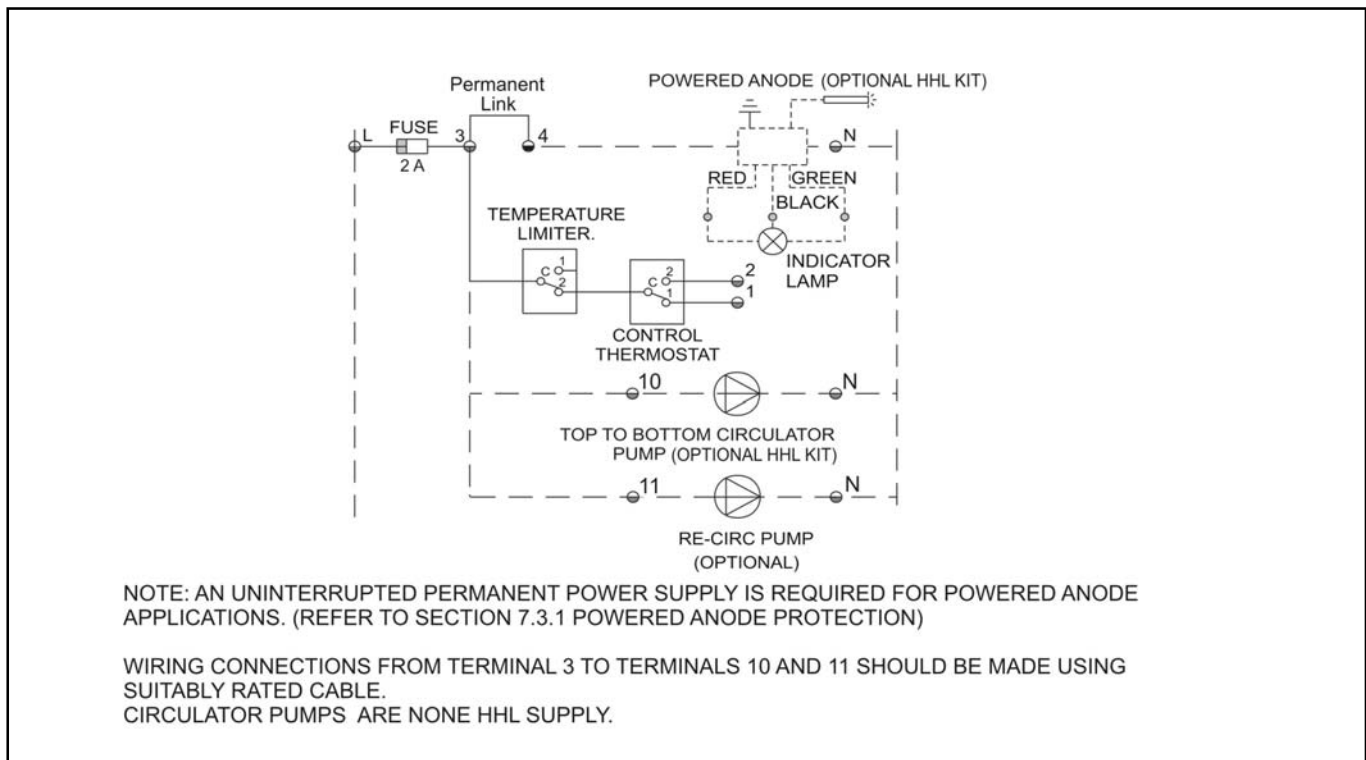 Permanent
Link
POWERED ANODE (OPTIONAL HHL KIT)
L
FUSE
2 A
3
4
N
RED
GREEN
BLACK
INDICATOR
LAMP
TEMPERATURE
LIMITER.
1
C
2
2
C
1
2
1
CONTROL
THERMOSTAT
10
N
TOP TO BOTTOM CIRCULATOR
PUMP (OPTIONAL HHL KIT)
11
N
RE-CIRC PUMP
(OPTIONAL)
NOTE: AN UNINTERRUPTED PERMANENT POWER SUPPLY IS REQUIRED FOR POWERED ANODE
APPLICATIONS. (REFER TO SECTION 7.3.1 POWERED ANODE PROTECTION)
WIRING CONNECTIONS FROM TERMINAL 3 TO TERMINALS 10 AND 11 SHOULD BE MADE USING
SUITABLY RATED CABLE.
CIRCULATOR PUMPS ARE NONE HHL SUPPLY.